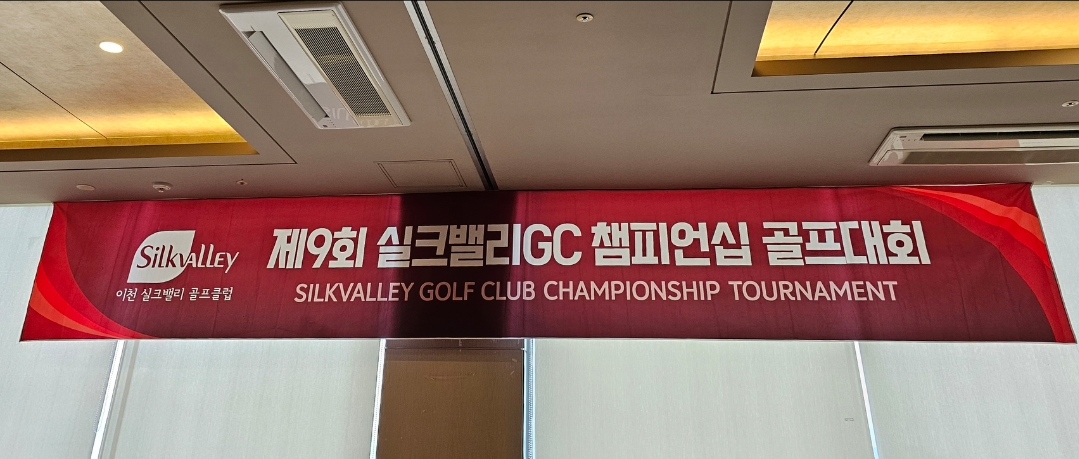 SilkVALLEY
이천 실크밸리 골프클럽
제9회 실크밸리GC 챔피언십 골프대회
SILKVALLEY GOLF CLUB CHAMPIONSHIP TOURNAMENT